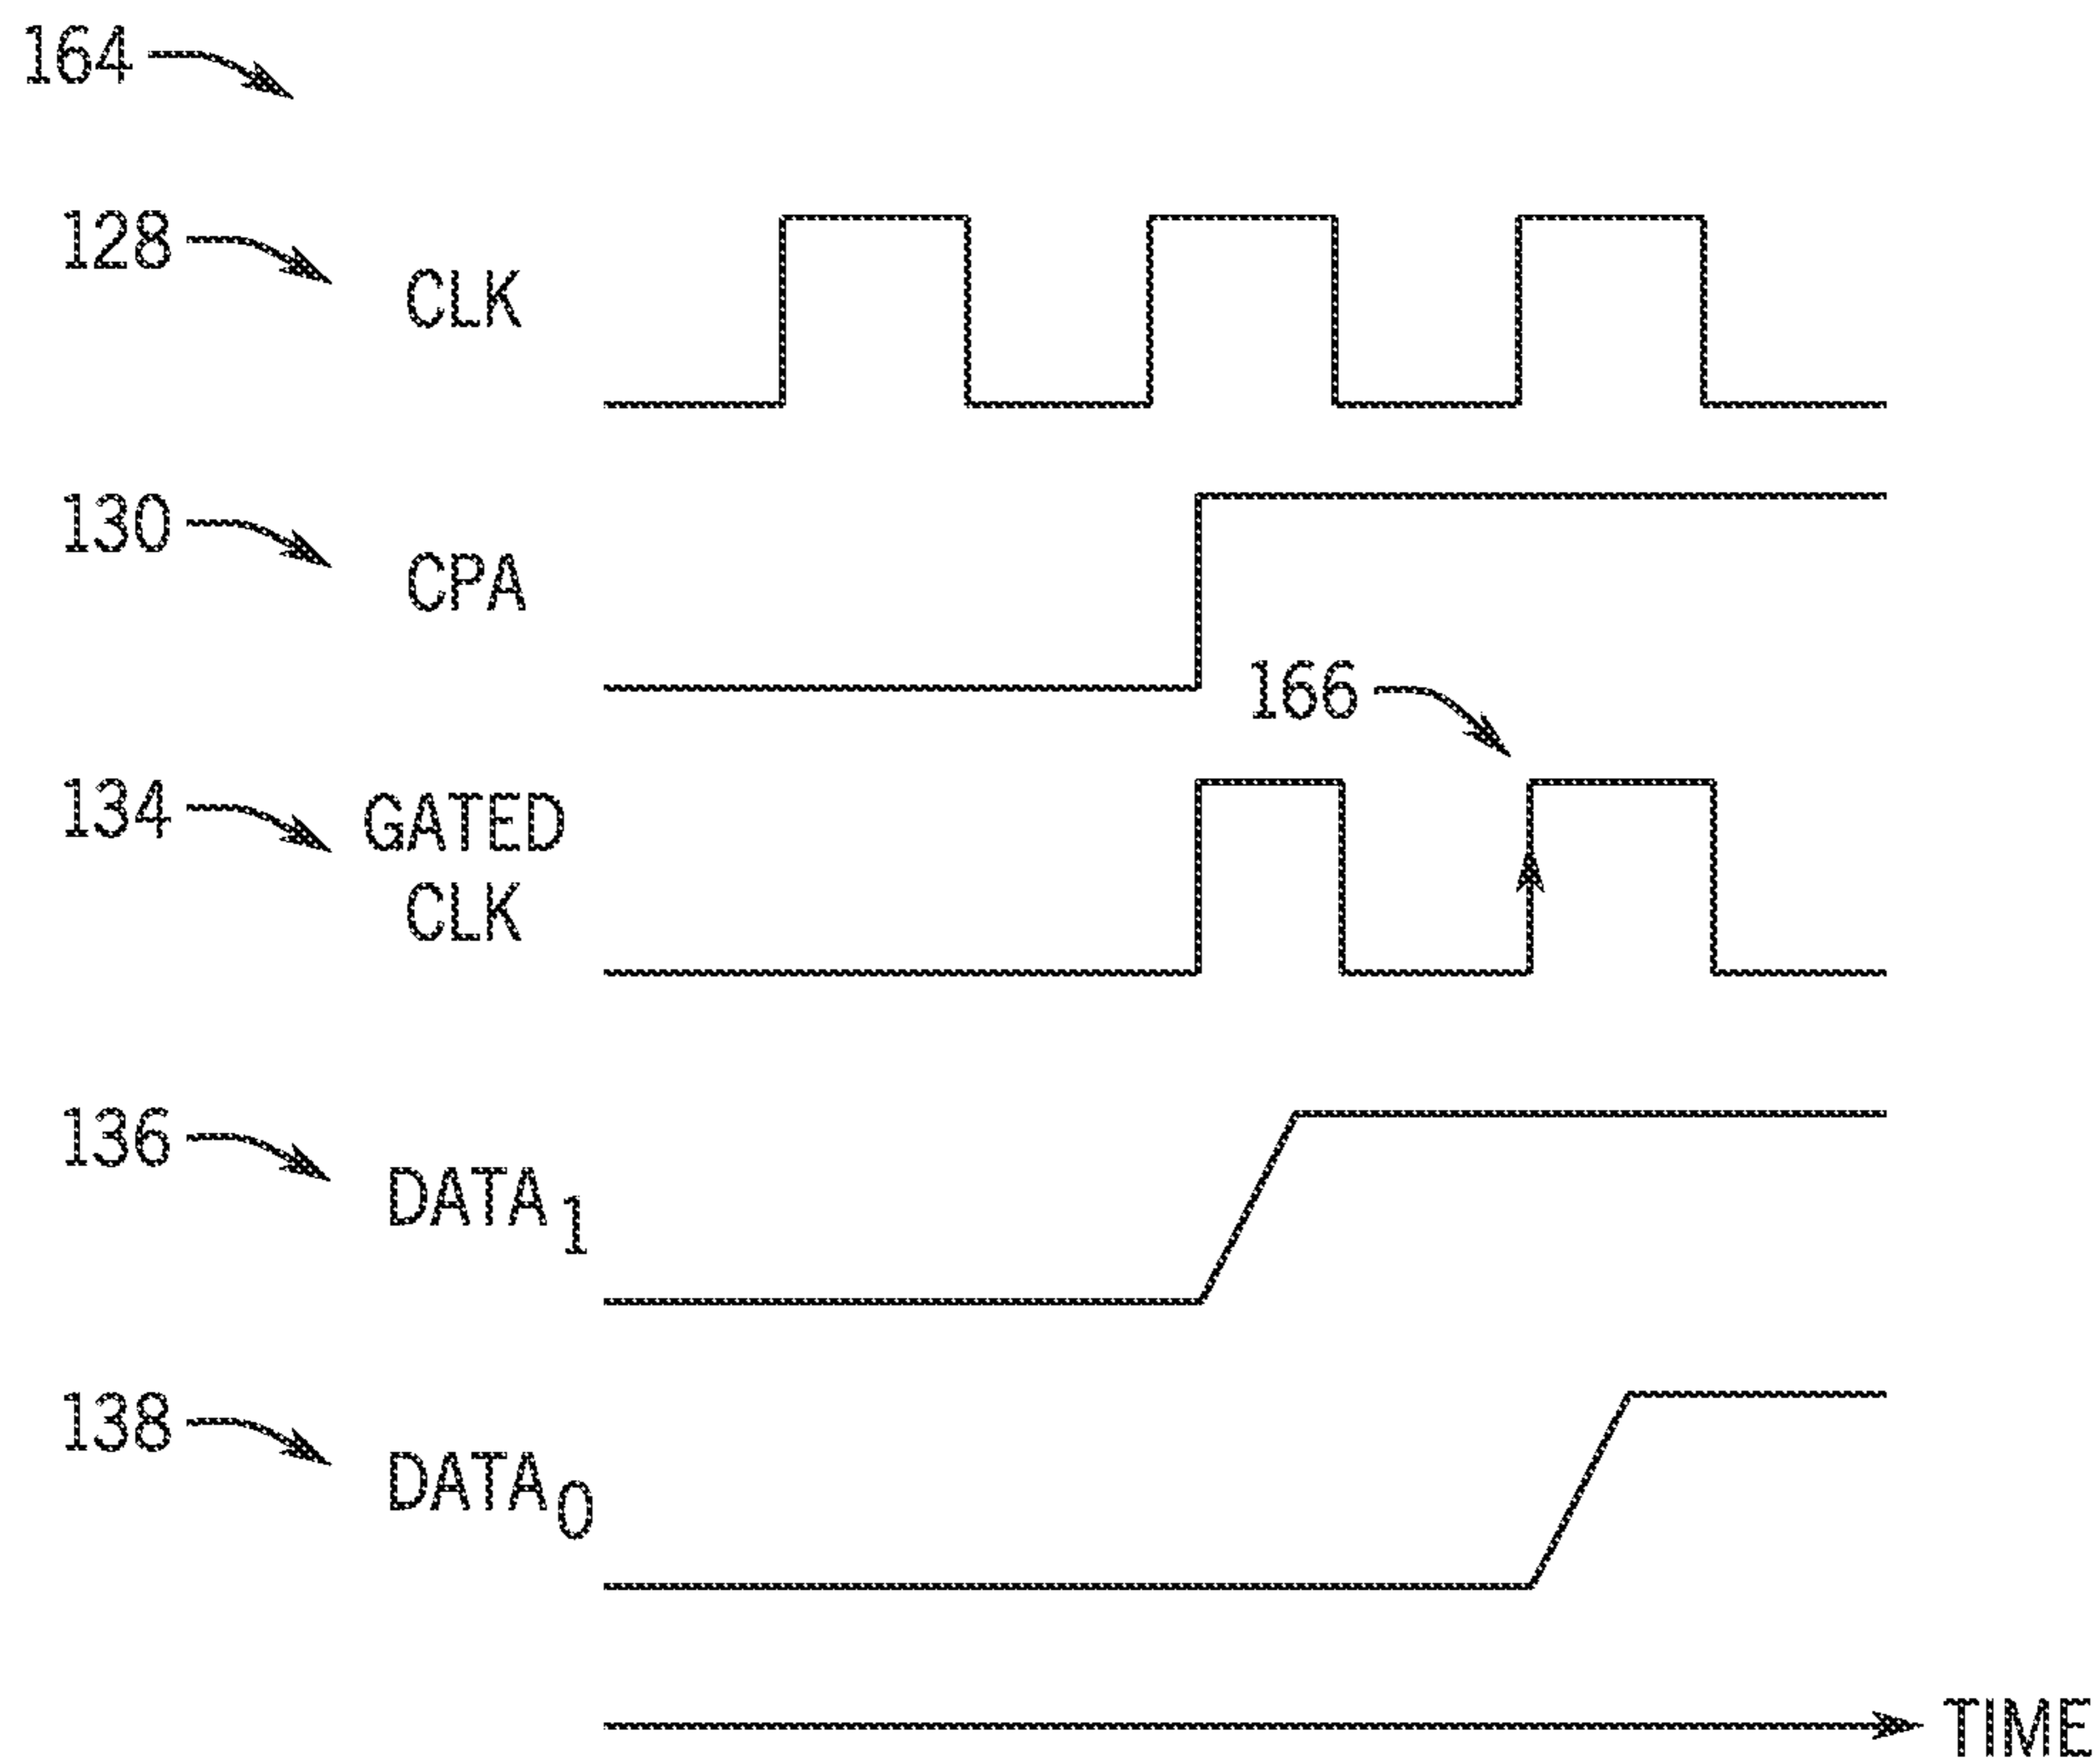 164
128
CLK
130
CPA
166
134
GATED
CLK
136
DATA1
138
DATA0
TIME